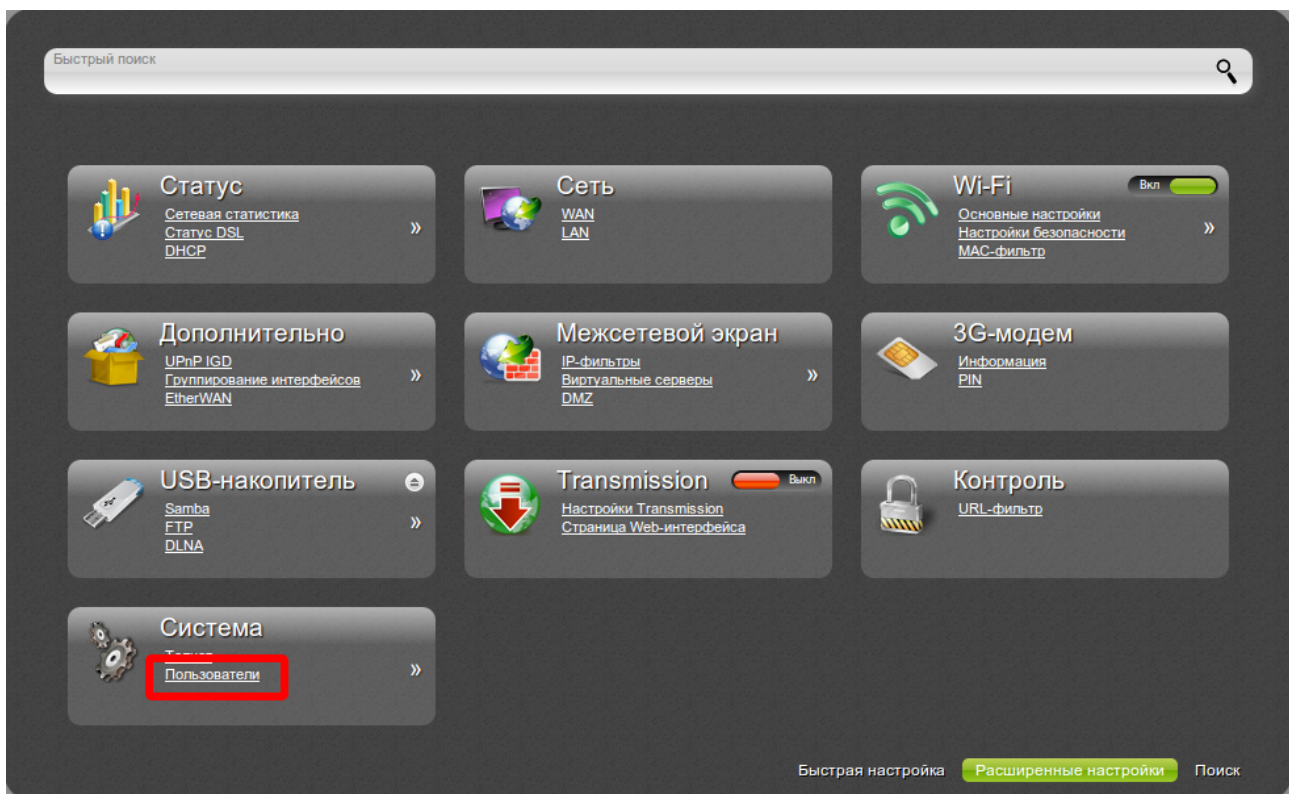 Быстрый поиск
Статус
Сетевая статистика
Статус DSL
DHCP
»
Сеть
WAN
LAN
Wi-Fi
Вкл
Основные настройки
Настройки безопасности
MAC-фильтр
»
Дополнительно
UPnP IGD
Группирование интерфейсов
EtherWAN
»
Межсетевой экран
IP-фильтры
Виртуальные серверы
DMZ
»
3G-модем
Информация
PIN
USB-накопитель
Samba
FTP
DLNA
»
Transmission
Выкл
Настройки Transmission
Страница Web-интерфейса
Контроль
URL-фильтр
Система
Пользователи
»
Быстрая настройка
Расширенные настройки
Поиск